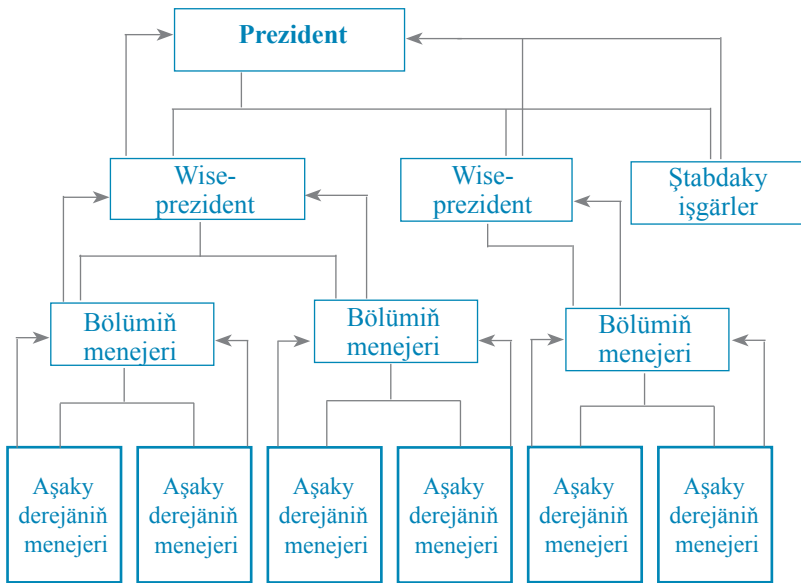 Prezident
Wise-
prezident
Wise-
prezident
Ştabdaky
işgärler
Bölümiň
menejeri
Bölümiň
menejeri
Bölümiň
menejeri
Aşaky
derejäniň
menejeri
Aşaky
derejäniň
menejeri
Aşaky
derejäniň
menejeri
Aşaky
derejäniň
menejeri
Aşaky
derejäniň
menejeri
Aşaky
derejäniň
menejeri